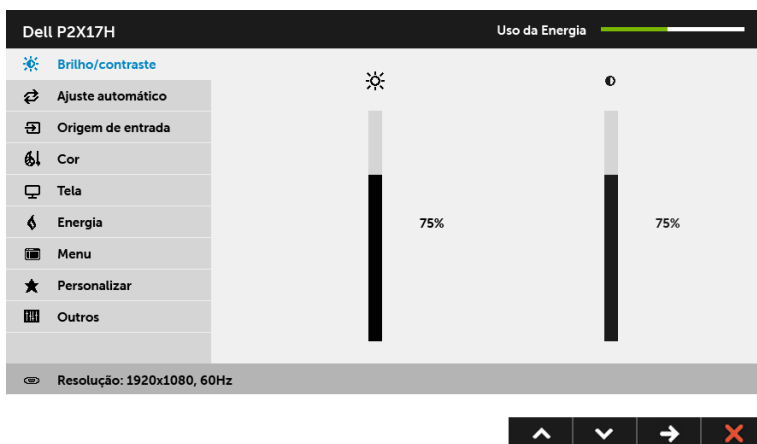 Dell P2X17H
Uso da Energia
Brilho/contraste
Ajuste automático
Origem de entrada
Cor
Tela
Energia
75%
75%
Menu
Personalizar
Outros
Resolução: 1920x1080, 60Hz